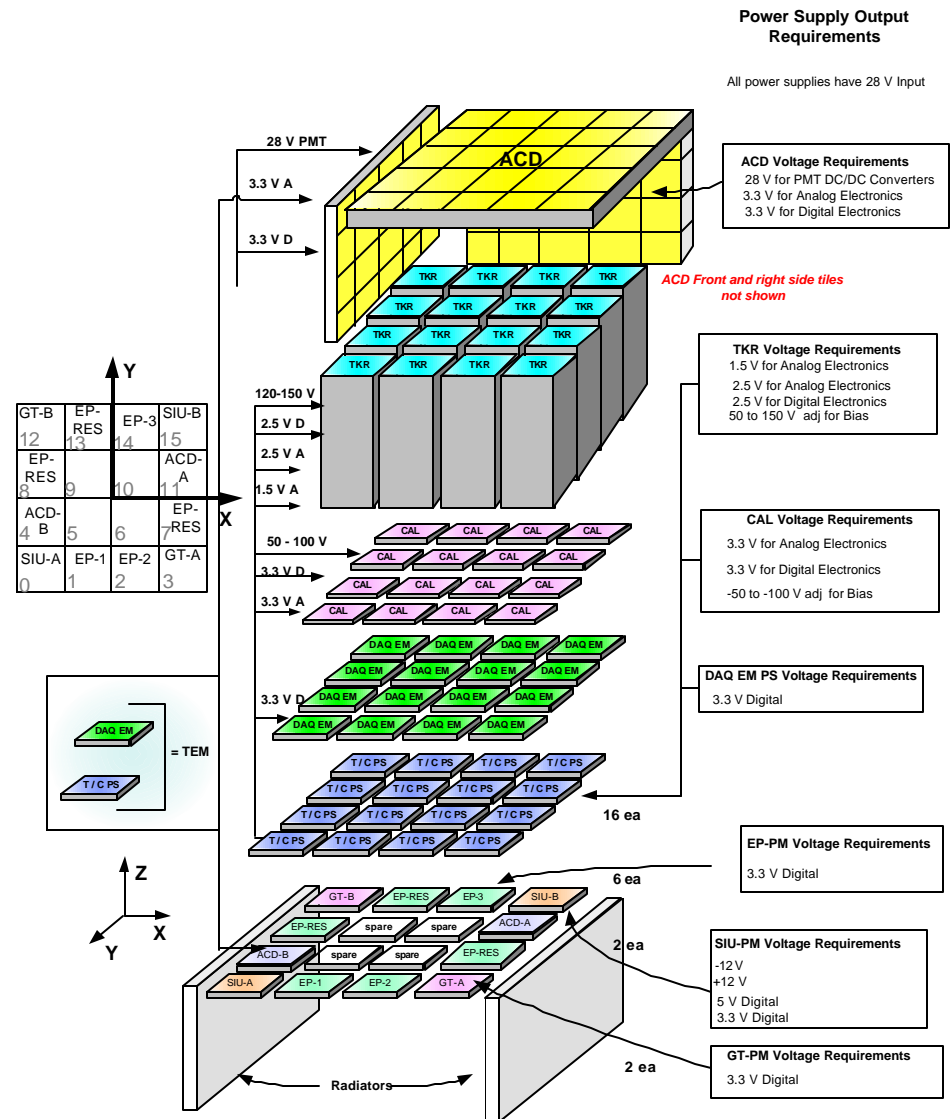 Power Supply Output
Requirements
All power supplies have 28 V Input
28 V PMT
3.3 V A
3.3 V D
ACD
ACD Voltage Requirements
28 V for PMT DC/DC Converters
3.3 V for Analog Electronics
3.3 V for Digital Electronics
ACD Front and right side tiles
not shown
TKR TKR TKR TKR
TKR TKR TKR TKR
TKR TKR TKR TKR
TKR TKR TKR TKR
120-150 V
2.5 V D
2.5 V A
1.5 V A
TKR Voltage Requirements
1.5 V for Analog Electronics
2.5 V for Analog Electronics
2.5 V for Digital Electronics
50 to 150 V adj for Bias
Y
X
GT-B EP-RES EP-3 SIU-B
12 13 14 15
EP-RES ACD-A
8 9 10 11
ACD-B EP-RES
4 5 6 7
SIU-A EP-1 EP-2 GT-A
0 1 2 3
50 - 100 V
3.3 V D
3.3 V A
CAL CAL CAL CAL
CAL CAL CAL CAL
CAL CAL CAL CAL
CAL CAL CAL CAL
CAL Voltage Requirements
3.3 V for Analog Electronics
3.3 V for Digital Electronics
-50 to -100 V adj for Bias
3.3 V D
DAQ EM DAQ EM DAQ EM DAQ EM
DAQ EM DAQ EM DAQ EM DAQ EM
DAQ EM DAQ EM DAQ EM DAQ EM
DAQ EM DAQ EM DAQ EM DAQ EM
DAQ EM PS Voltage Requirements
3.3 V Digital
DAQ EM
= TEM
T / C PS
T / C PS T / C PS T / C PS T / C PS
T / C PS T / C PS T / C PS T / C PS
T / C PS T / C PS T / C PS T / C PS
T / C PS T / C PS T / C PS T / C PS
16 ea
EP-PM Voltage Requirements
3.3 V Digital
6 ea
Z
X
Y
GT-B EP-RES EP-3 SIU-B
EP-RES spare spare ACD-A
ACD-B spare spare EP-RES
SIU-A EP-1 EP-2 GT-A
2 ea
SIU-PM Voltage Requirements
-12 V
+12 V
5 V Digital
3.3 V Digital
2 ea
GT-PM Voltage Requirements
3.3 V Digital
Radiators